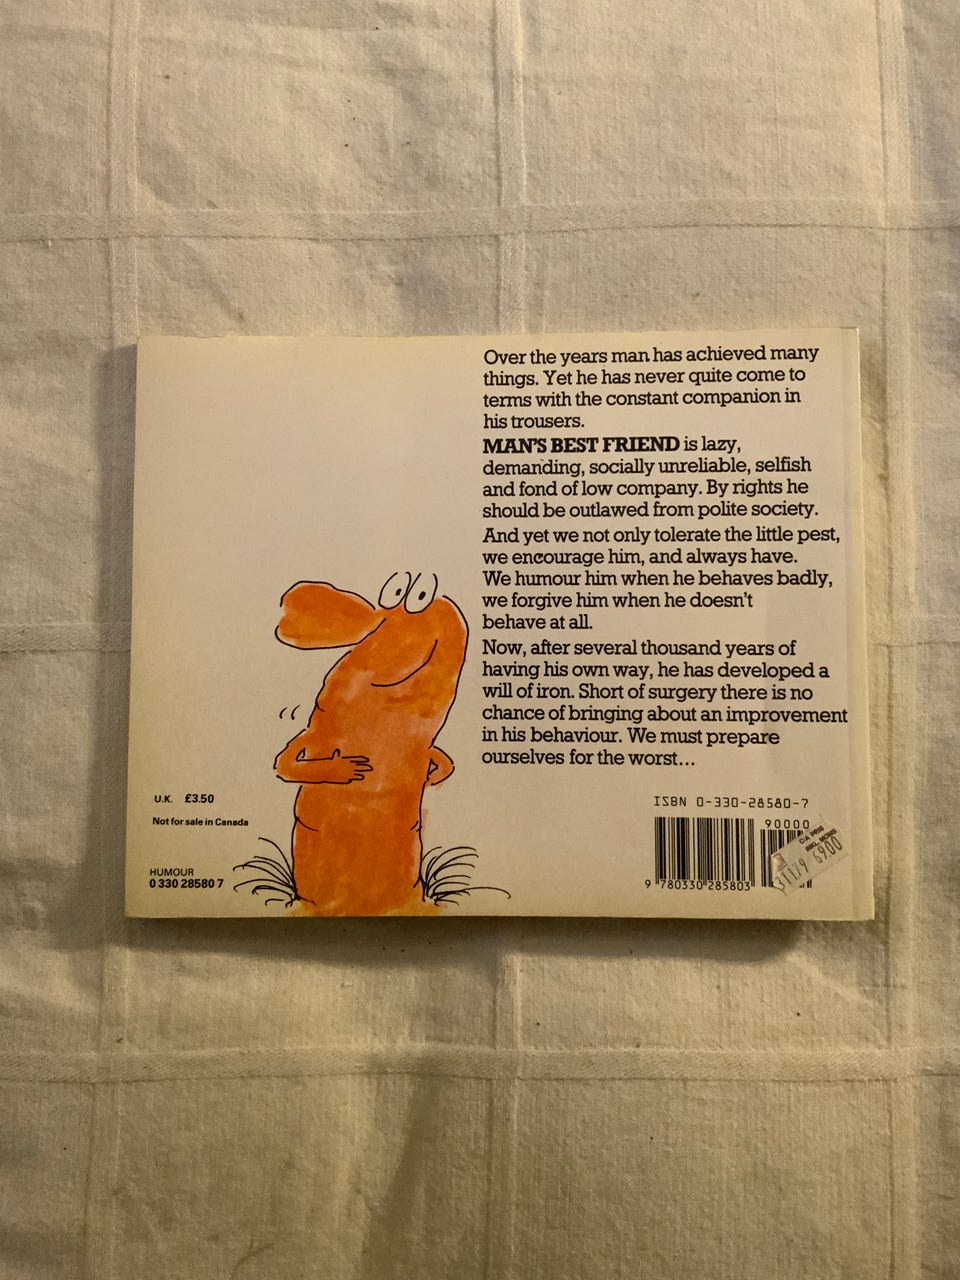 Over the years man has achieved many
things. Yet he has never quite come to
terms with the constant companion in
his trousers.
MAN'S BEST FRIEND is lazy,
demanding, socially unreliable, selfish
and fond of low company. By rights he
should be outlawed from polite society.
And yet we not only tolerate the little pest,
we encourage him, and always have.
We humour him when he behaves badly,
we forgive him when he doesn't
behave at all.
Now, after several thousand years of
having his own way, he has developed a
will of iron. Short of surgery there is no
chance of bringing about an improvement
in his behaviour. We must prepare
ourselves for the worst...
U.K. £3.50
Not for sale in Canada
HUMOUR
0 330 28580 7
ISBN 0-330-28580-7
90000
9 780330 285803
69.00